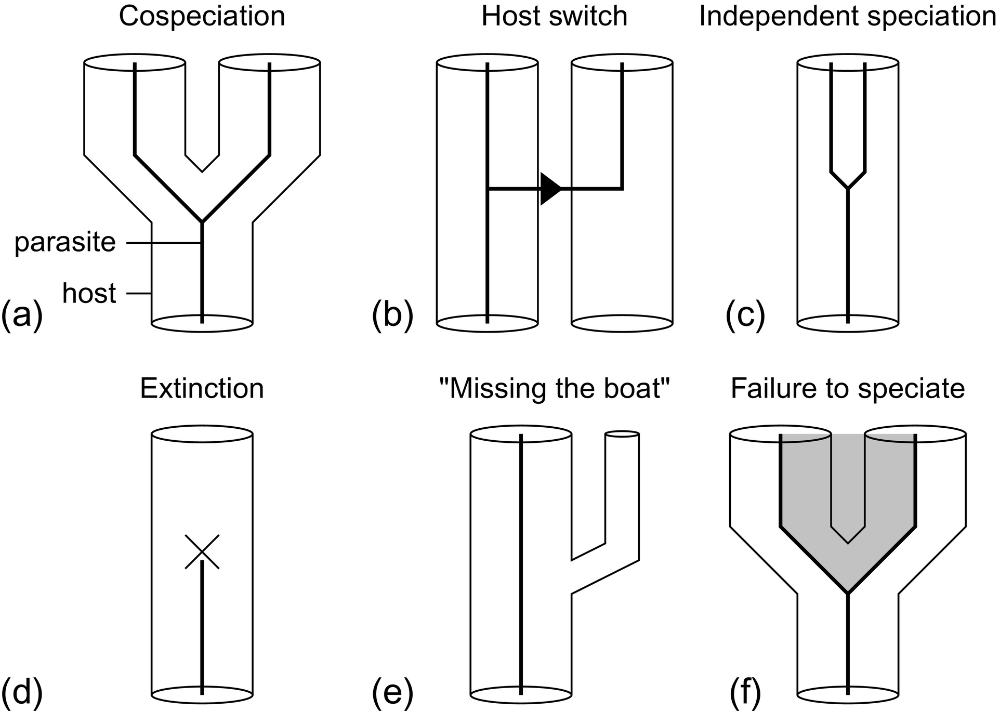 Cospeciation
Host switch
Independent speciation
parasite
host
(a)
(b)
(c)
Extinction
"Missing the boat"
Failure to speciate
(d)
(e)
(f)